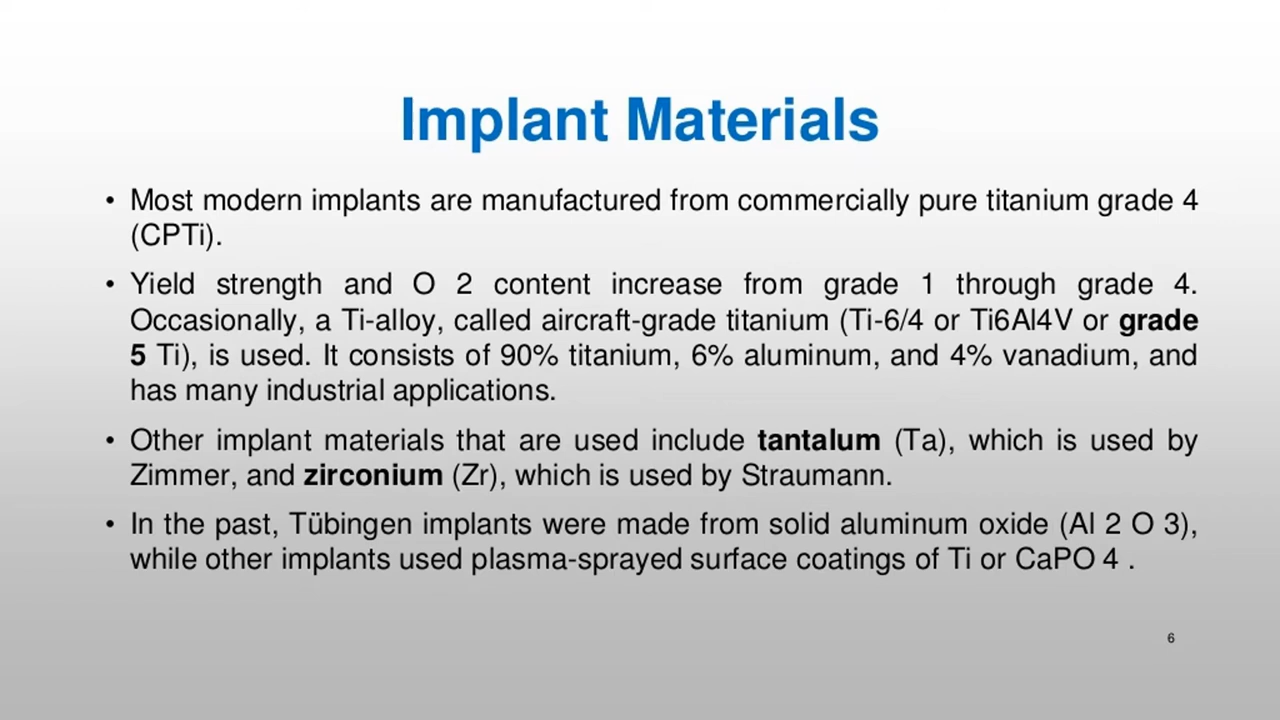 Implant Materials
• Most modern implants are manufactured from commercially pure titanium grade 4
(CPTi).
• Yield strength and O 2 content increase from grade 1 through grade 4.
Occasionally, a Ti-alloy, called aircraft-grade titanium (Ti-6/4 or Ti6Al4V or grade
5 Ti), is used. It consists of 90% titanium, 6% aluminum, and 4% vanadium, and
has many industrial applications.
• Other implant materials that are used include tantalum (Ta), which is used by
Zimmer, and zirconium (Zr), which is used by Straumann.
• In the past, Tübingen implants were made from solid aluminum oxide (Al 2 O 3),
while other implants used plasma-sprayed surface coatings of Ti or CaPO 4 .
6